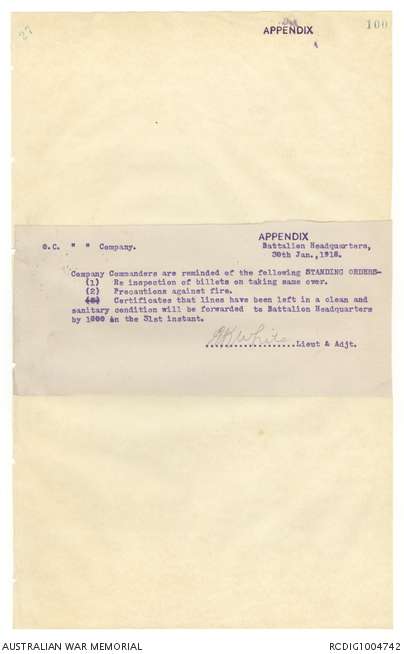 27
APPENDIX
100
APPENDIX
O.C. " " Company.
Battalion Headquarters,
30th Jan., 1918.
Company Commanders are reminded of the following STANDING ORDERS-
(1) Re inspection of billets on taking same over.
(2) Precautions against fire.
(3) Certificates that lines have been left in a clean and
sanitary condition will be forwarded to Battalion Headquarters
by 1000 on the 31st instant.
White
....................Lieut & Adjt.
AUSTRALIAN WAR MEMORIAL
RCDIG1004742